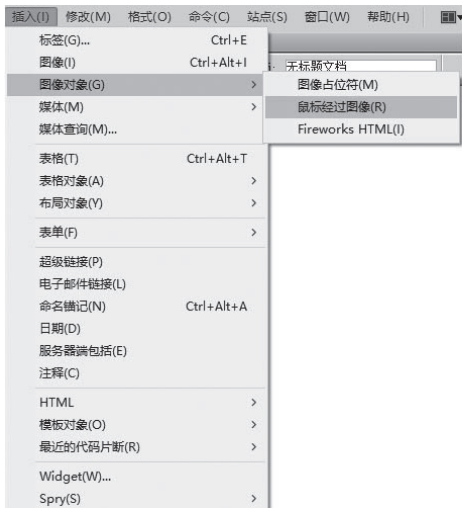 插入(I) 修改(M) 格式(O) 命令(C) 站点(S) 窗口(W) 帮助(H)
标签(G)... Ctrl+E
图像(I) Ctrl+Alt+I
无标题文档
图像对象(G)
图像占位符(M)
媒体(M)
鼠标经过图像(R)
媒体查询(M)...
Fireworks HTML(I)
表格(T) Ctrl+Alt+T
表格对象(A)
布局对象(Y)
表单(F)
超级链接(P)
电子邮件链接(L)
命名锚记(N) Ctrl+Alt+A
日期(D)
服务器端包括(E)
注释(C)
HTML
模板对象(O)
最近的代码片断(R)
Widget(W)...
Spry(S)